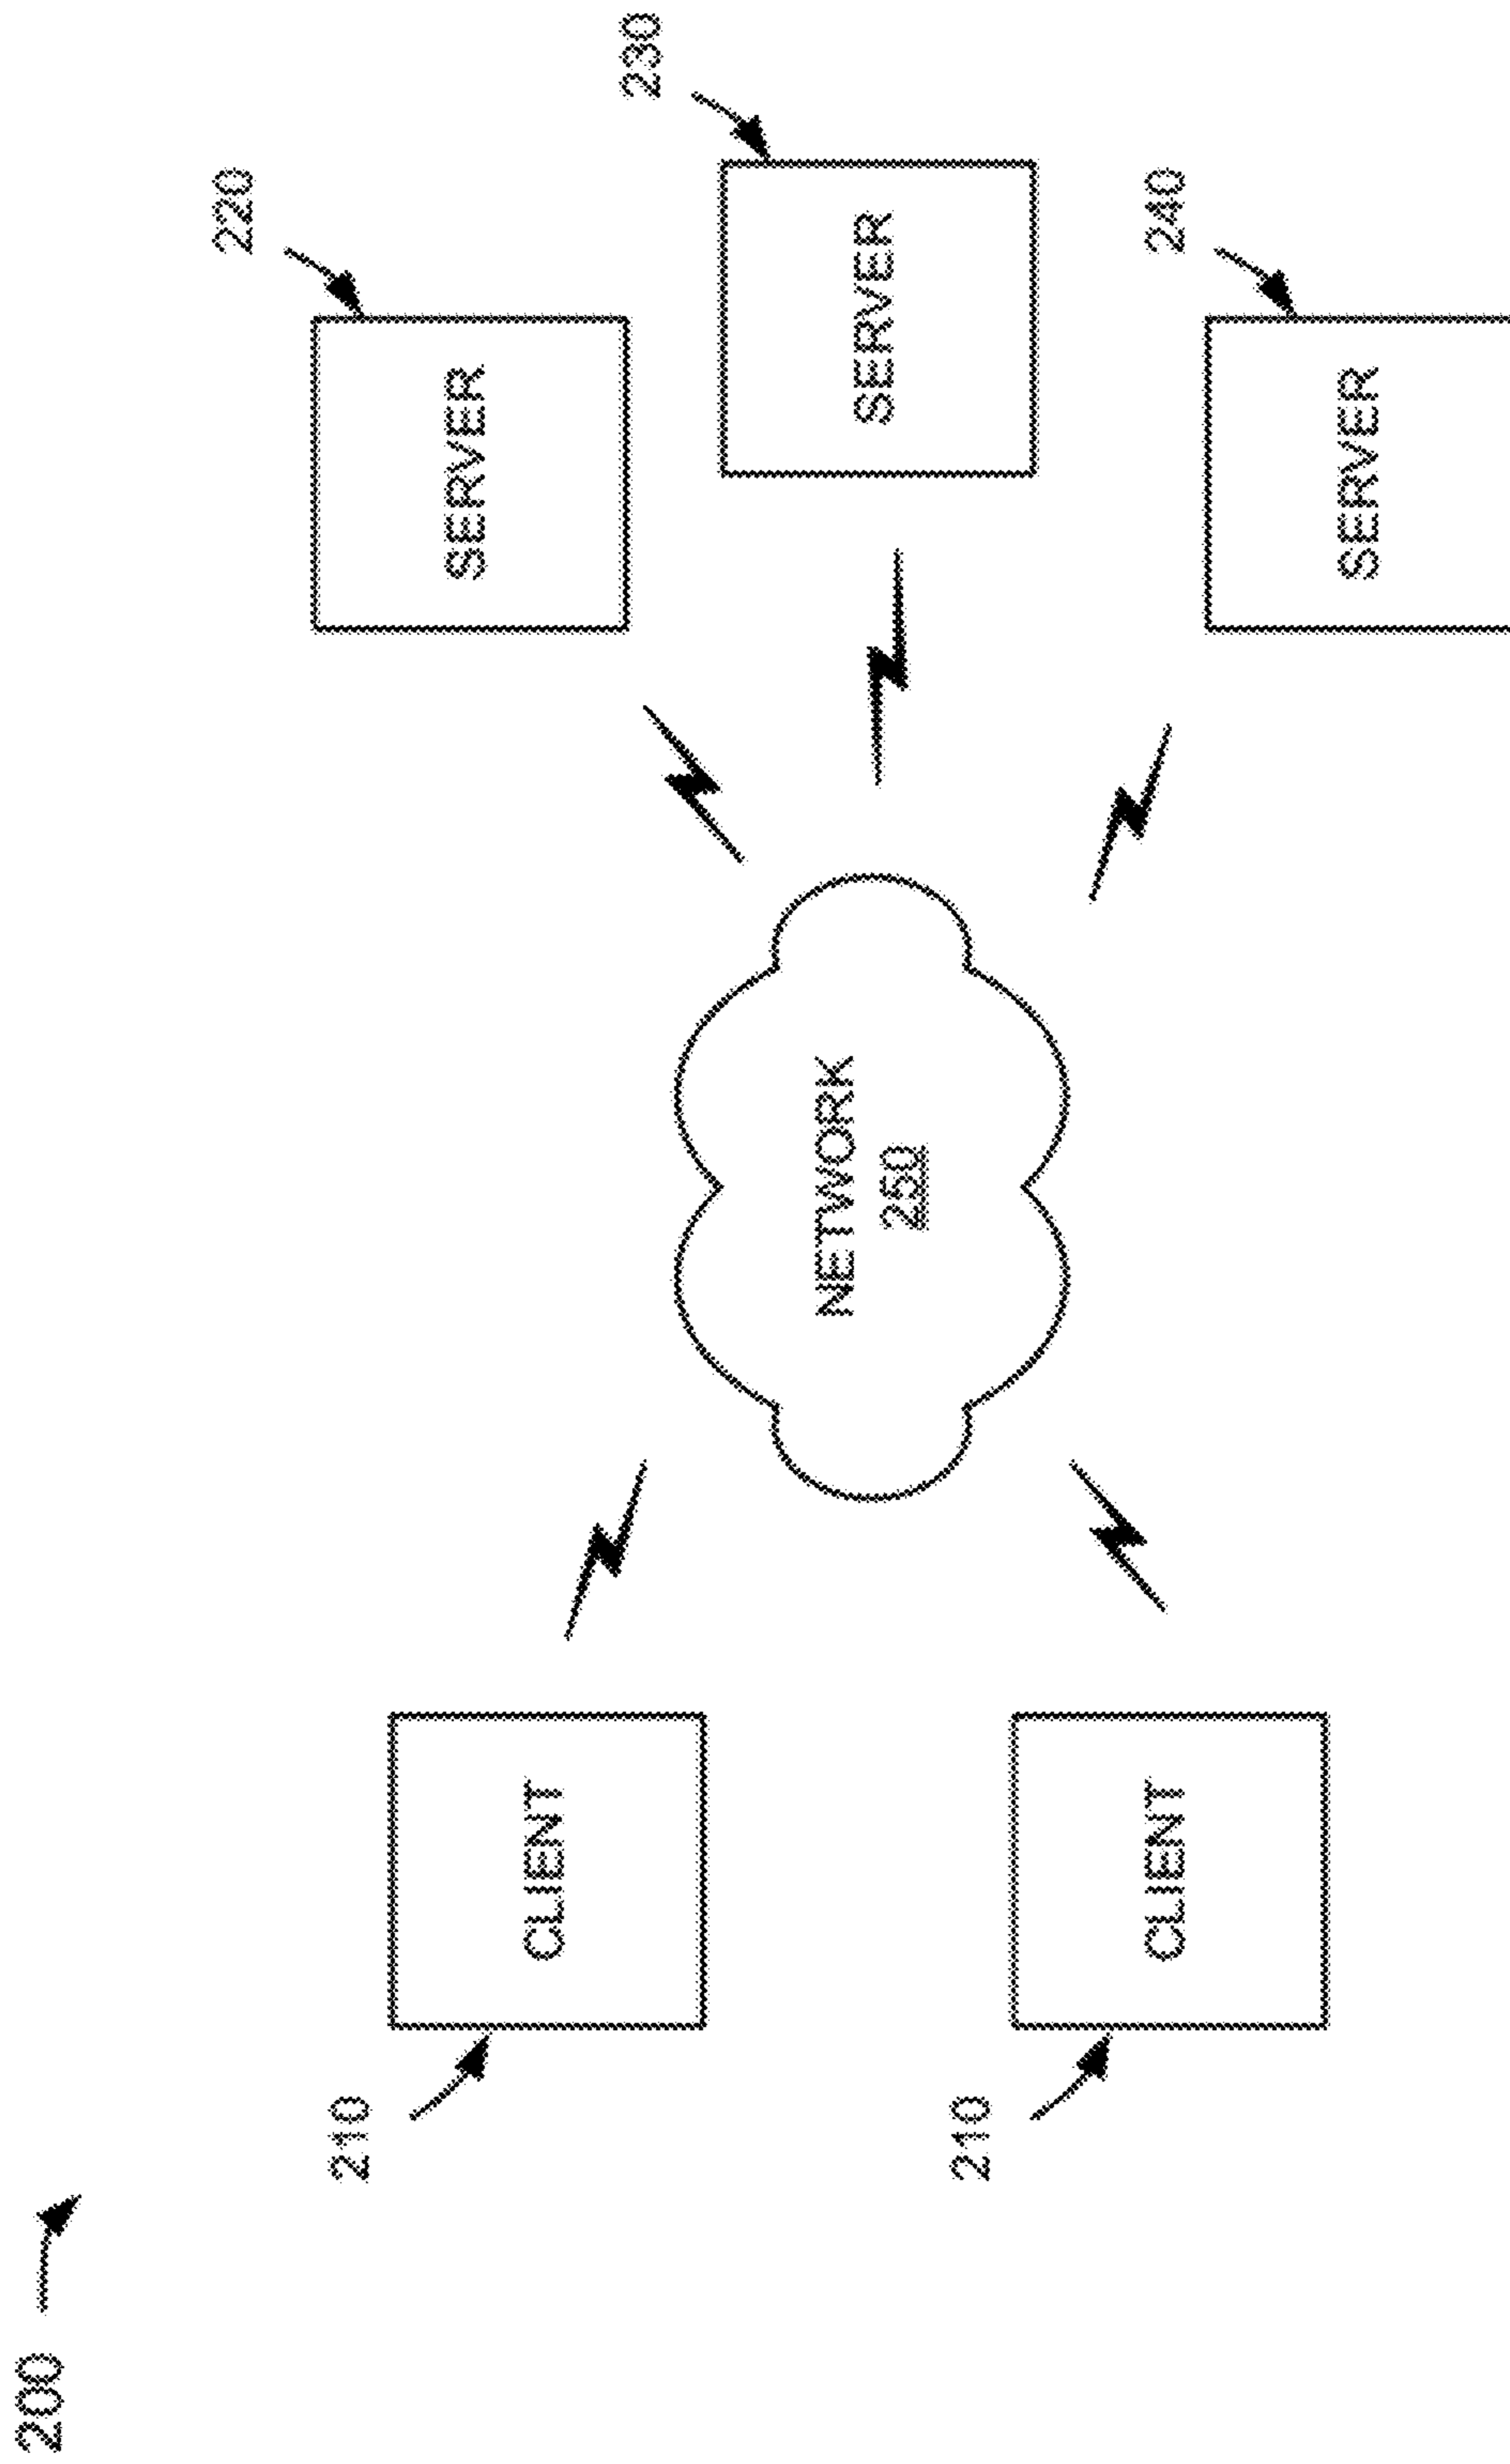 200
220
SERVER
230
SERVER
240
SERVER
NETWORK
250
210
CLIENT
210
CLIENT